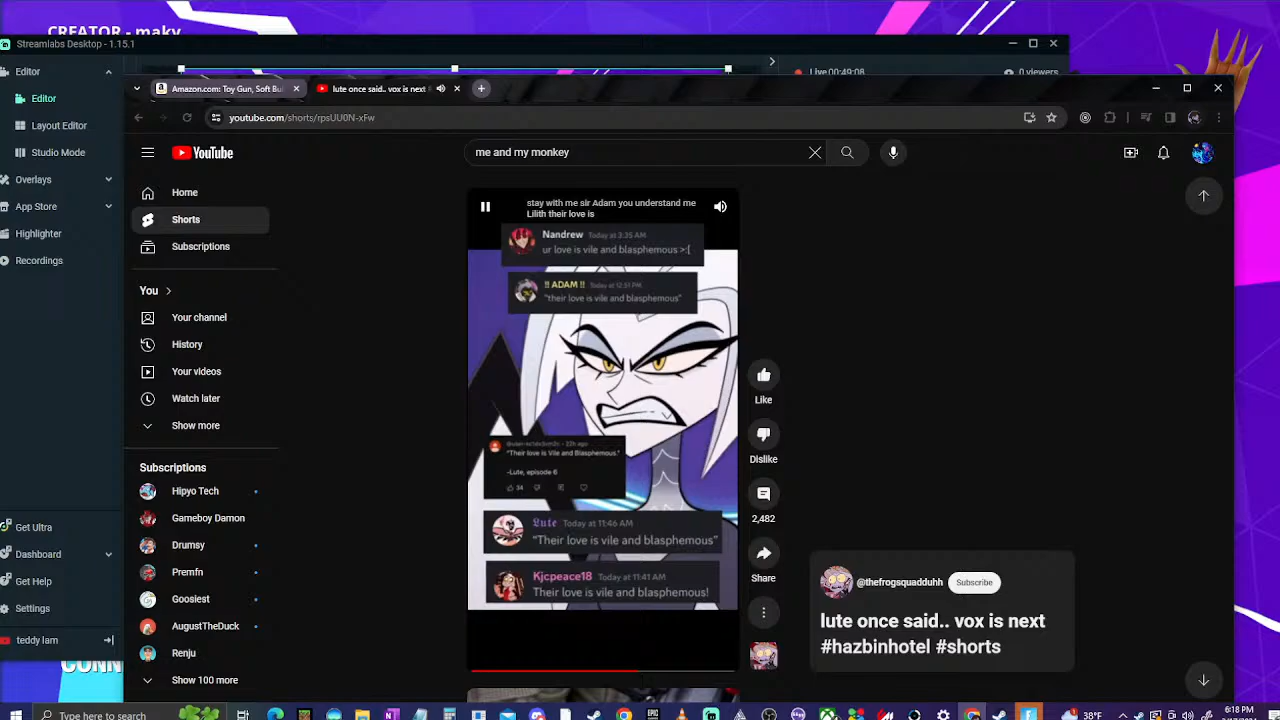 CREATOR - maky
Streamlabs Desktop - 1.15.1
Editor
Live 00:49:08
0 viewers
Amazon.com: Toy Gun, Soft Bul
lute once said.. vox is next
Editor
youtube.com/shorts/rpsUU0N-xFw
Layout Editor
Studio Mode
YouTube
me and my monkey
Overlays
Home
App Store
Shorts
stay with me sir Adam you understand me
Lilith their love is
Highlighter
Subscriptions
Nandrew Today at 3:35 AM
ur love is vile and blasphemous >:[
Recordings
You
!! ADAM !! Today at 12:51 PM
"their love is vile and blasphemous"
Your channel
History
Your videos
Watch later
Like
Show more
"Their love is Vile and Blasphemous."
Dislike
Subscriptions
-Lute, episode 6
34
Hipyo Tech
2,482
Gameboy Damon
Lute Today at 11:46 AM
"Their love is vile and blasphemous"
Get Ultra
Drumsy
Dashboard
Share
Premfn
Kjcpeace18 Today at 11:41 AM
Their love is vile and blasphemous!
@thefrogsquadduhh
Subscribe
Get Help
Goosiest
Settings
AugustTheDuck
lute once said.. vox is next
#hazbinhotel #shorts
teddy lam
Renju
CONN
Show 100 more
Type here to search
38°F
6:18 PM